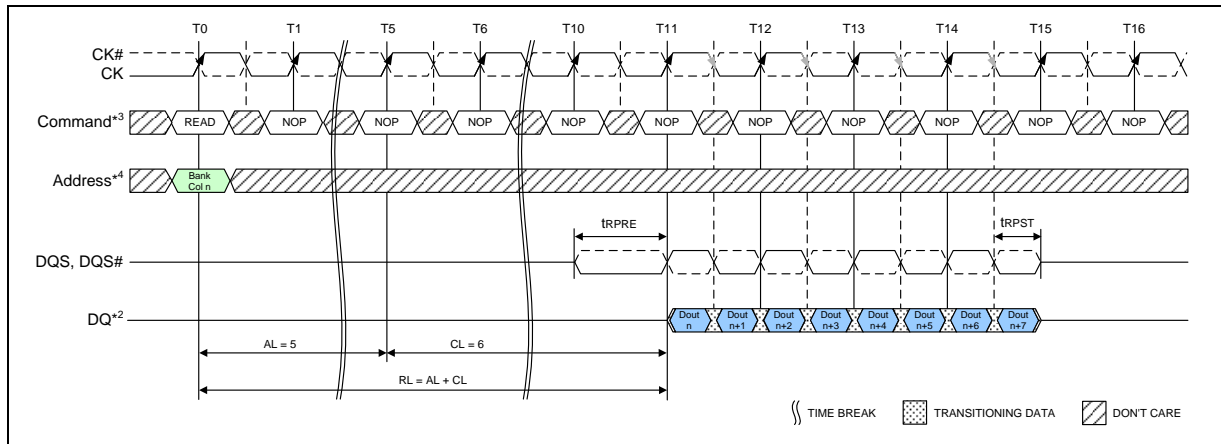 T0 T1 T5 T6 T10 T11 T12 T13 T14 T15 T16
CK#
CK
Command*3 READ NOP NOP NOP NOP NOP NOP NOP NOP NOP NOP
Address*4 Bank
Col n
tRPRE tRPST
DQS, DQS#
DQ*2 Dout Dout Dout Dout Dout Dout Dout Dout
n n+1 n+2 n+3 n+4 n+5 n+6 n+7
AL = 5 CL = 6
RL = AL + CL
TIME BREAK TRANSITIONING DATA DON'T CARE